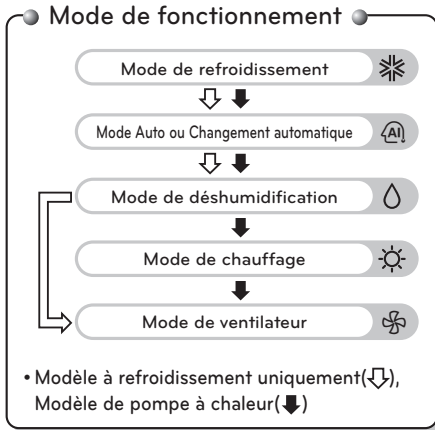 Mode de fonctionnement
Mode de refroidissement
Mode Auto ou Changement automatique
AI
Mode de déshumidification
Mode de chauffage
Mode de ventilateur
• Modèle à refroidissement uniquement(⇩),
Modèle de pompe à chaleur(⬇)